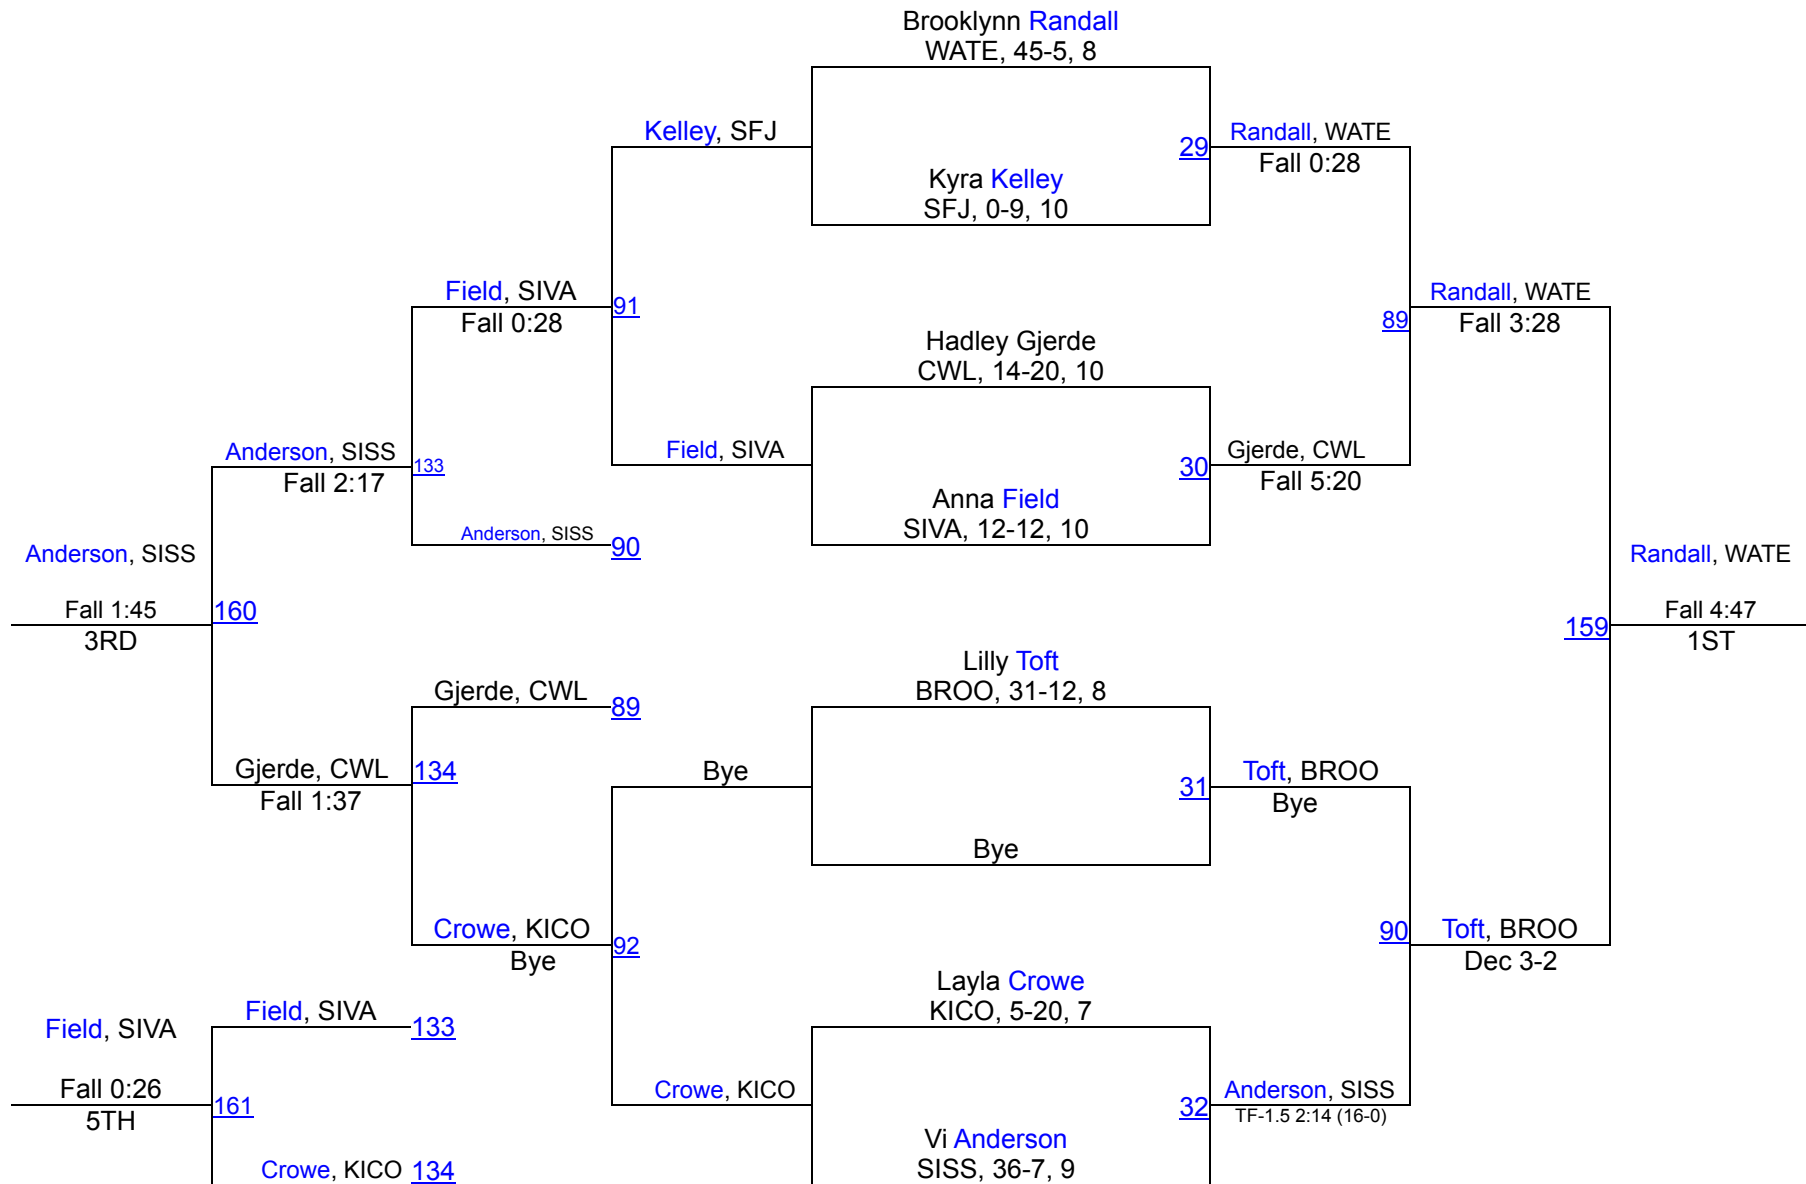 Brooklynn Randall
WATE, 45-5, 8
Kelley, SFJ
29
Randall, WATE
Fall 0:28
Kyra Kelley
SFJ, 0-9, 10
Field, SIVA
Fall 0:28
91
Randall, WATE
Fall 3:28
89
Hadley Gjerde
CWL, 14-20, 10
Anderson, SISS
Fall 2:17
133
Field, SIVA
30
Gjerde, CWL
Fall 5:20
Anna Field
SIVA, 12-12, 10
Anderson, SISS
90
Anderson, SISS
Fall 1:45
3RD
160
Randall, WATE
Fall 4:47
1ST
159
Lilly Toft
BROO, 31-12, 8
Gjerde, CWL
89
Gjerde, CWL
Fall 1:37
134
Bye
31
Toft, BROO
Bye
Bye
Crowe, KICO
Bye
92
90
Toft, BROO
Dec 3-2
Layla Crowe
KICO, 5-20, 7
Field, SIVA
133
Field, SIVA
Fall 0:26
5TH
161
Crowe, KICO
32
Anderson, SISS
TF-1.5 2:14 (16-0)
Vi Anderson
SISS, 36-7, 9
Crowe, KICO 134